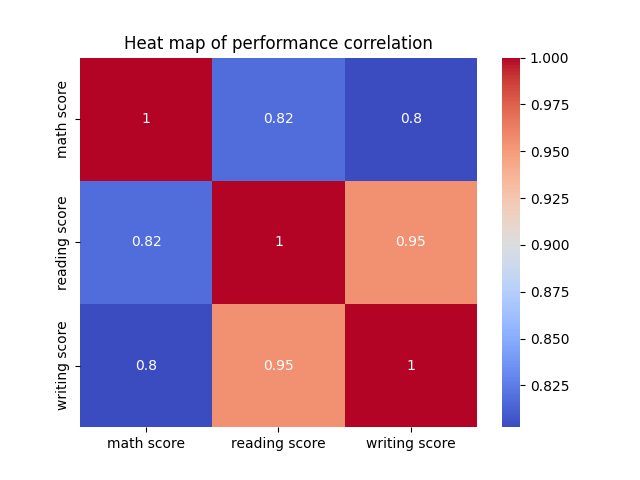 Heat map of performance correlation
math score
1
0.82
0.8
reading score
0.82
1
0.95
writing score
0.8
0.95
1
math score
reading score
writing score
1.000
0.975
0.950
0.925
0.900
0.875
0.850
0.825